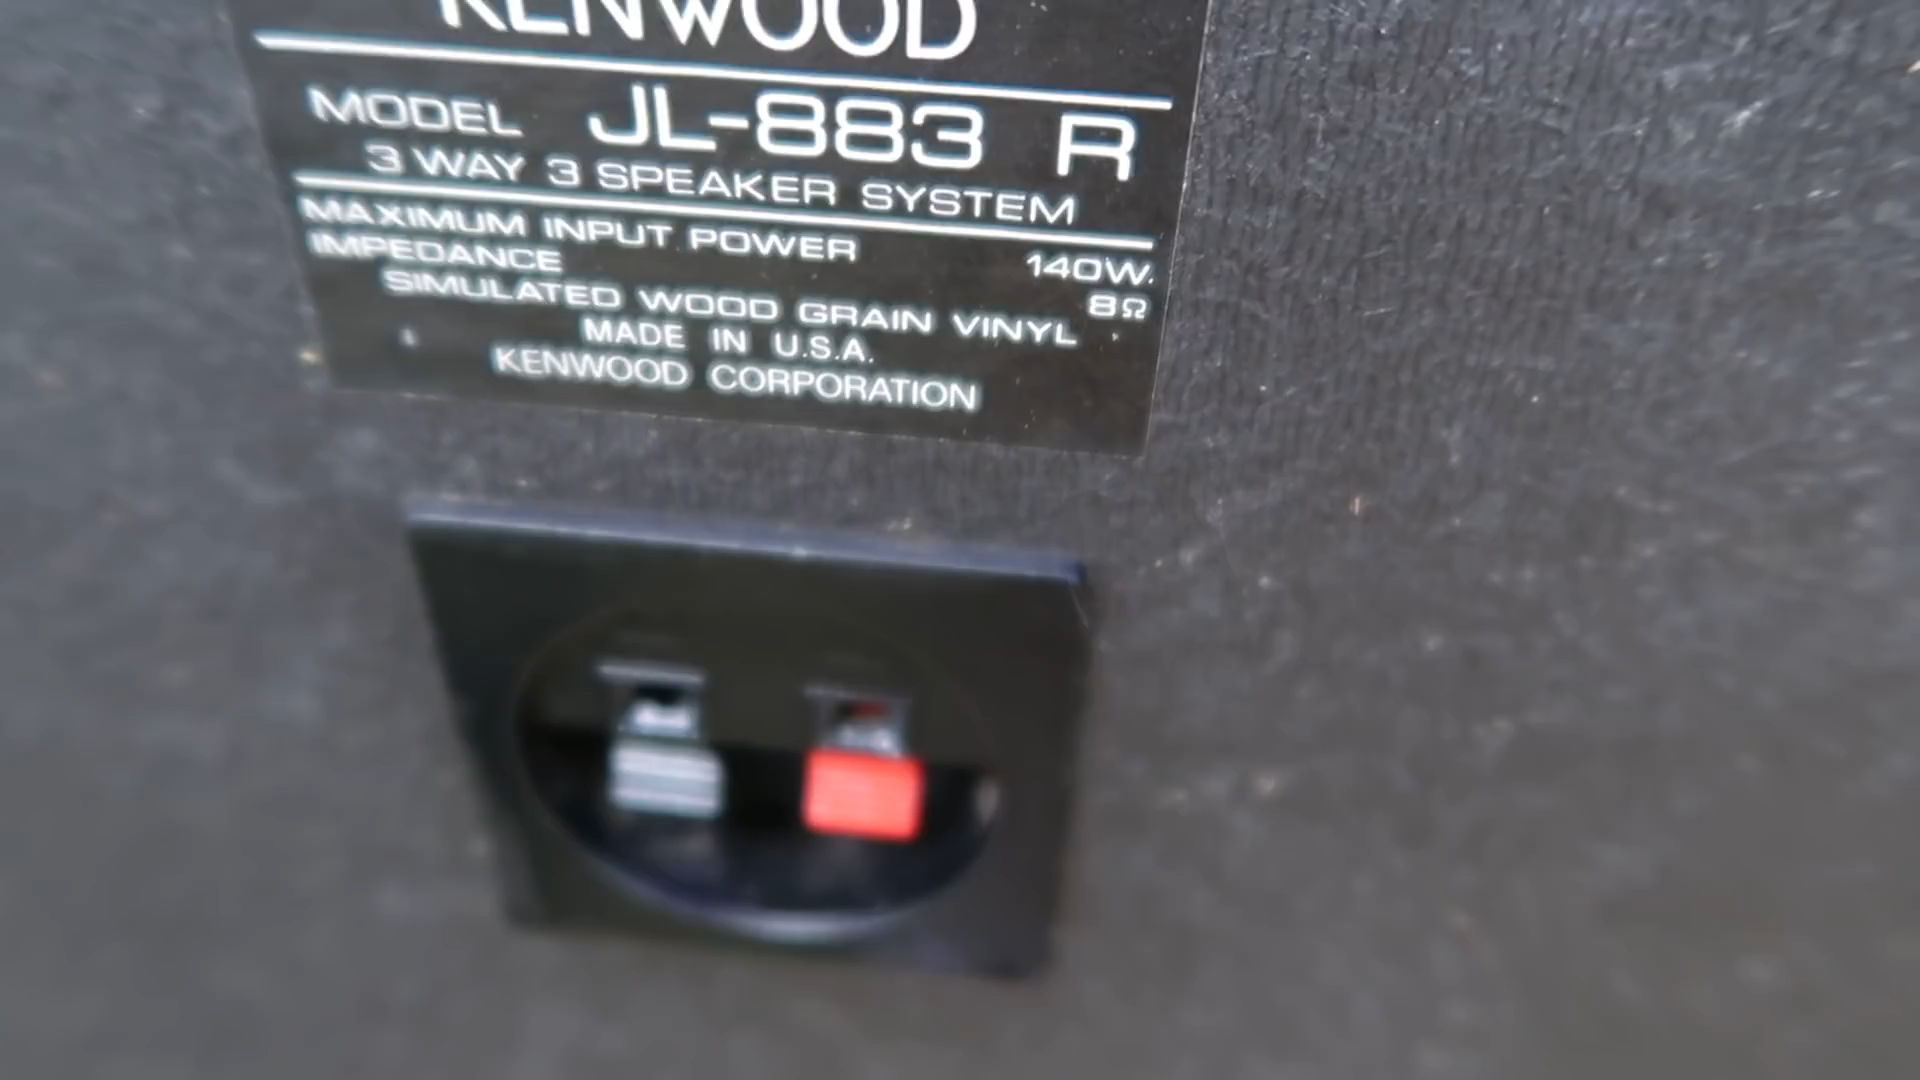 KENWOOD
MODEL JL-883 R
3 WAY 3 SPEAKER SYSTEM
MAXIMUM INPUT POWER 140W.
IMPEDANCE 8Ω
SIMULATED WOOD GRAIN VINYL
MADE IN U.S.A.
KENWOOD CORPORATION